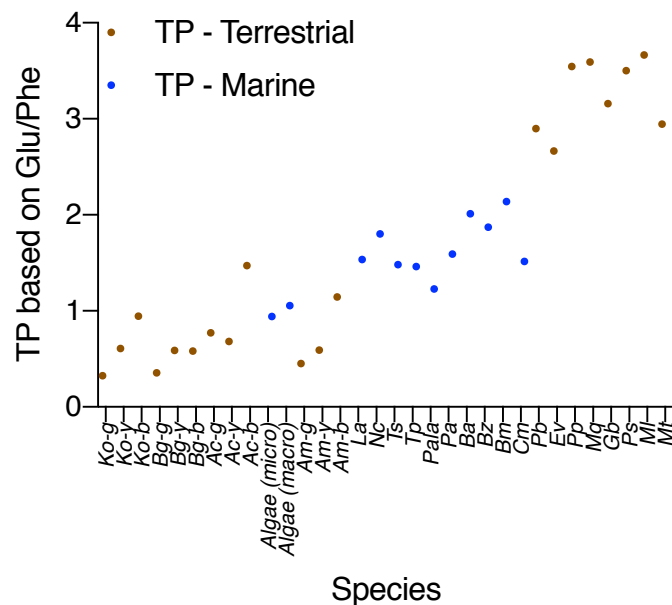 TP - Terrestrial
TP - Marine
TP based on Glu/Phe
4
3
2
1
0
Ko-g
Ko-y
Ko-b
Bg-g
Bg-y
Bg-b
Ac-g
Ac-y
Ac-b
Algae (micro)
Algae (macro)
Am-g
Am-y
Am-b
La
Nc
Ts
Tp
Pala
Pa
Ba
Bz
Bm
Cm
Pb
Ev
Pp
Mq
Gb
Ps
Ml
Mt
Species